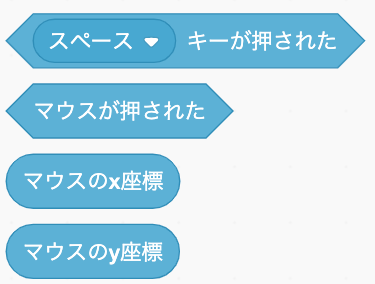 スペース キーが押された
マウスが押された
マウスのx座標
マウスのy座標